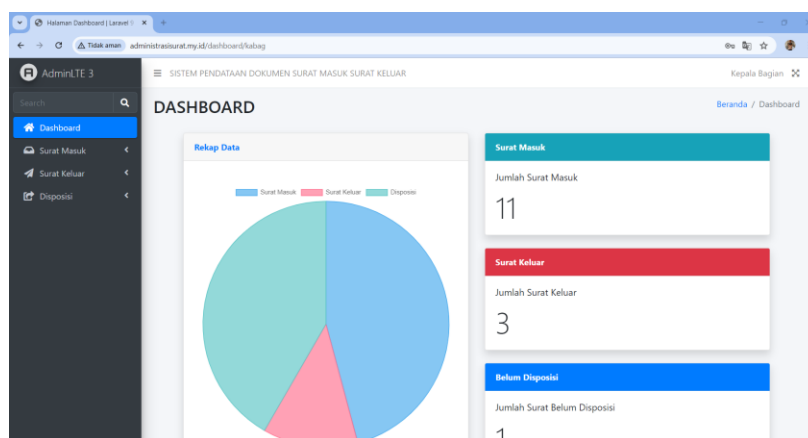 Halaman Dashboard | Laravel
Tidak aman administrasisurat.my.id/dashboard/kabag
AdminLTE 3
SISTEM PENDATAAN DOKUMEN SURAT MASUK SURAT KELUAR
Kepala Bagian
Search
DASHBOARD
Beranda / Dashboard
Dashboard
Surat Masuk
Surat Keluar
Disposisi
Rekap Data
Surat Masuk Surat Keluar Disposisi
Surat Masuk
Jumlah Surat Masuk
11
Surat Keluar
Jumlah Surat Keluar
3
Belum Disposisi
Jumlah Surat Belum Disposisi
1